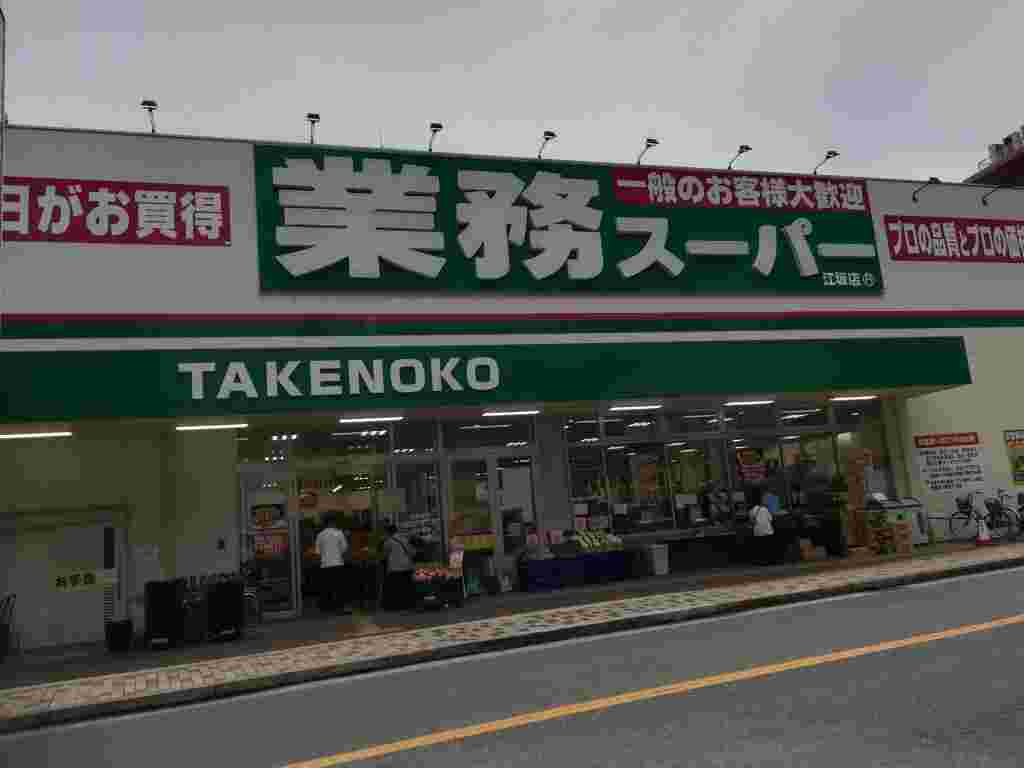 日がお買得
業務スーパー
一般のお客様大歓迎
江坂店
プロの品質とプロの価格
TAKENOKO
お手洗